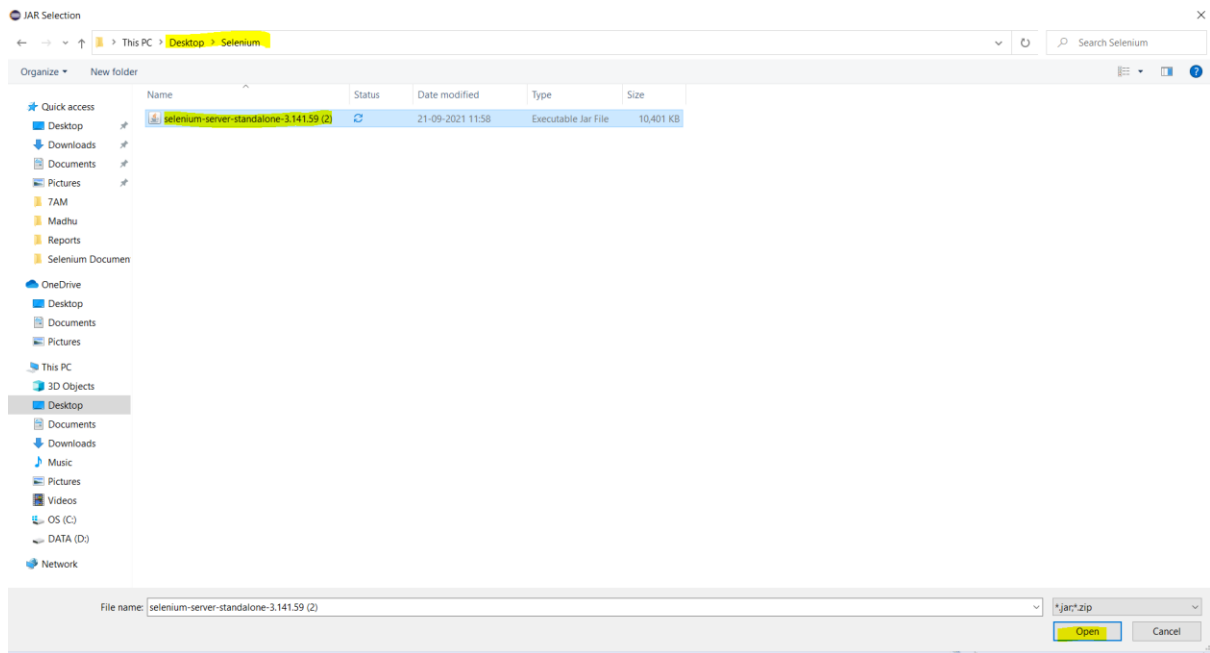 JAR Selection
This PC > Desktop > Selenium
Search Selenium
Organize
New folder
Name
Status
Date modified
Type
Size
selenium-server-standalone-3.141.59 (2)
21-09-2021 11:58
Executable Jar File
10,401 KB
Quick access
Desktop
Downloads
Documents
Pictures
7AM
Madhu
Reports
Selenium Documen
OneDrive
Desktop
Documents
Pictures
This PC
3D Objects
Desktop
Documents
Downloads
Music
Pictures
Videos
OS (C:)
DATA (D:)
Network
File name: selenium-server-standalone-3.141.59 (2)
*.jar;*.zip
Open
Cancel